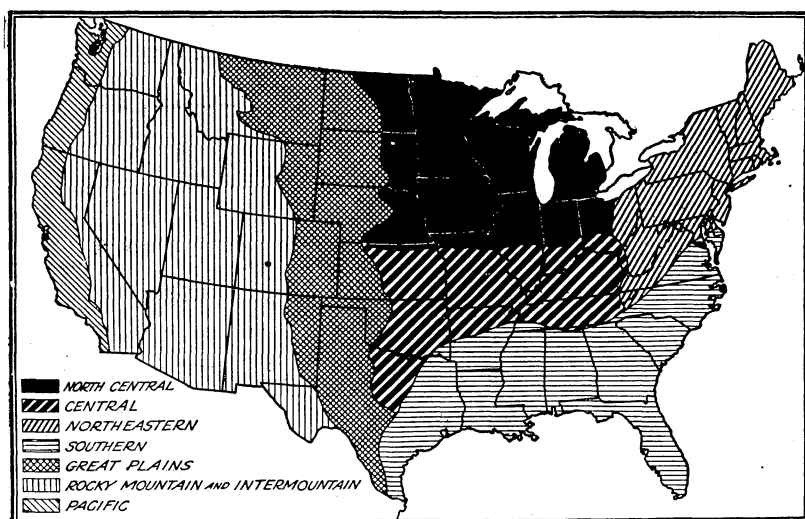 NORTH CENTRAL
CENTRAL
NORTHEASTERN
SOUTHERN
GREAT PLAINS
ROCKY MOUNTAIN AND INTERMOUNTAIN
PACIFIC